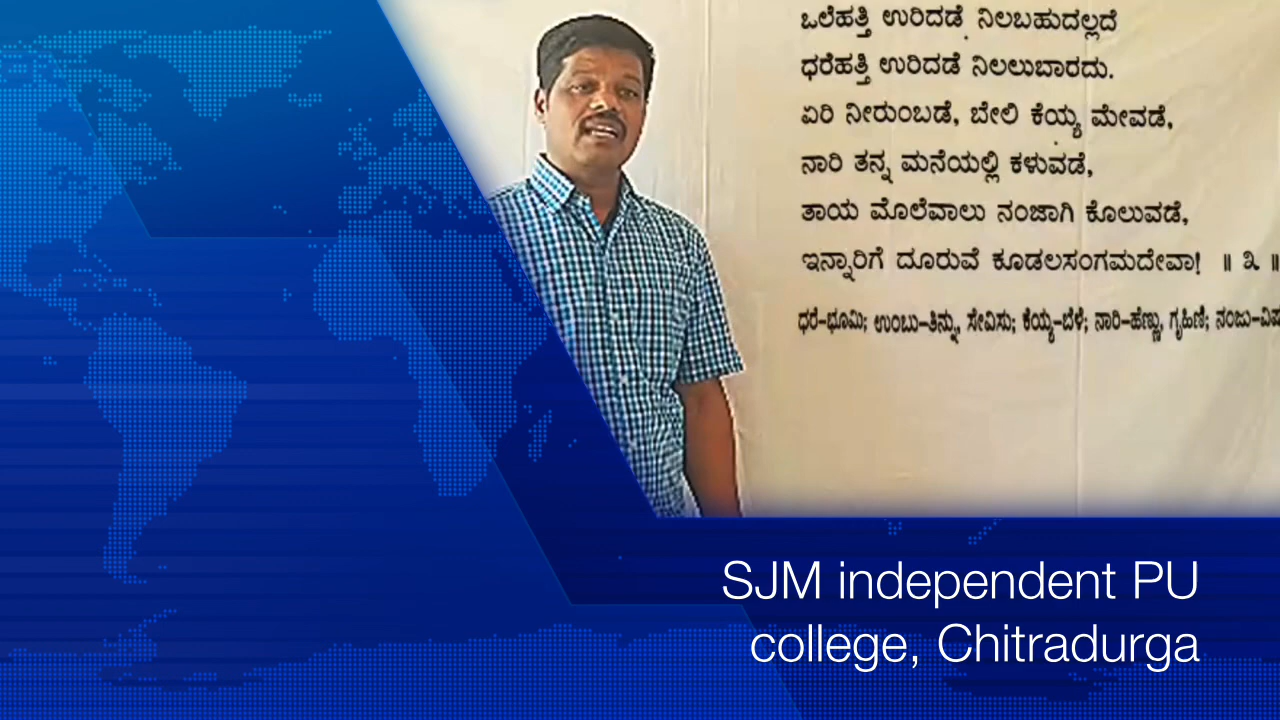 ಒಲೆಹತ್ತಿ ಉರಿದಡೆ ನಿಲಬಹುದಲ್ಲದೆ
ಧರೆಹತ್ತಿ ಉರಿದಡೆ ನಿಲಲುಬಾರದು.
ಏರಿ ನೀರುಂಬಡೆ, ಬೇಲಿ ಕೆಯ್ಯ ಮೇವಡೆ,
ನಾರಿ ತನ್ನ ಮನೆಯಲ್ಲಿ ಕಳುವಡೆ,
ತಾಯ ಮೊಲೆವಾಲು ನಂಜಾಗಿ ಕೊಲುವಡೆ,
ಇನ್ನಾರಿಗೆ ದೂರುವೆ ಕೂಡಲಸಂಗಮದೇವಾ! ॥ ೩ ॥
ಧರೆ-ಭೂಮಿ; ಉಂಬು-ತಿನ್ನು, ಸೇವಿಸು; ಕೆಯ್ಯ-ಬೆಳೆ; ನಾರಿ-ಹೆಣ್ಣು, ಗೃಹಿಣಿ; ನಂಜು-ವಿಷ
SJM independent PU
college, Chitradurga